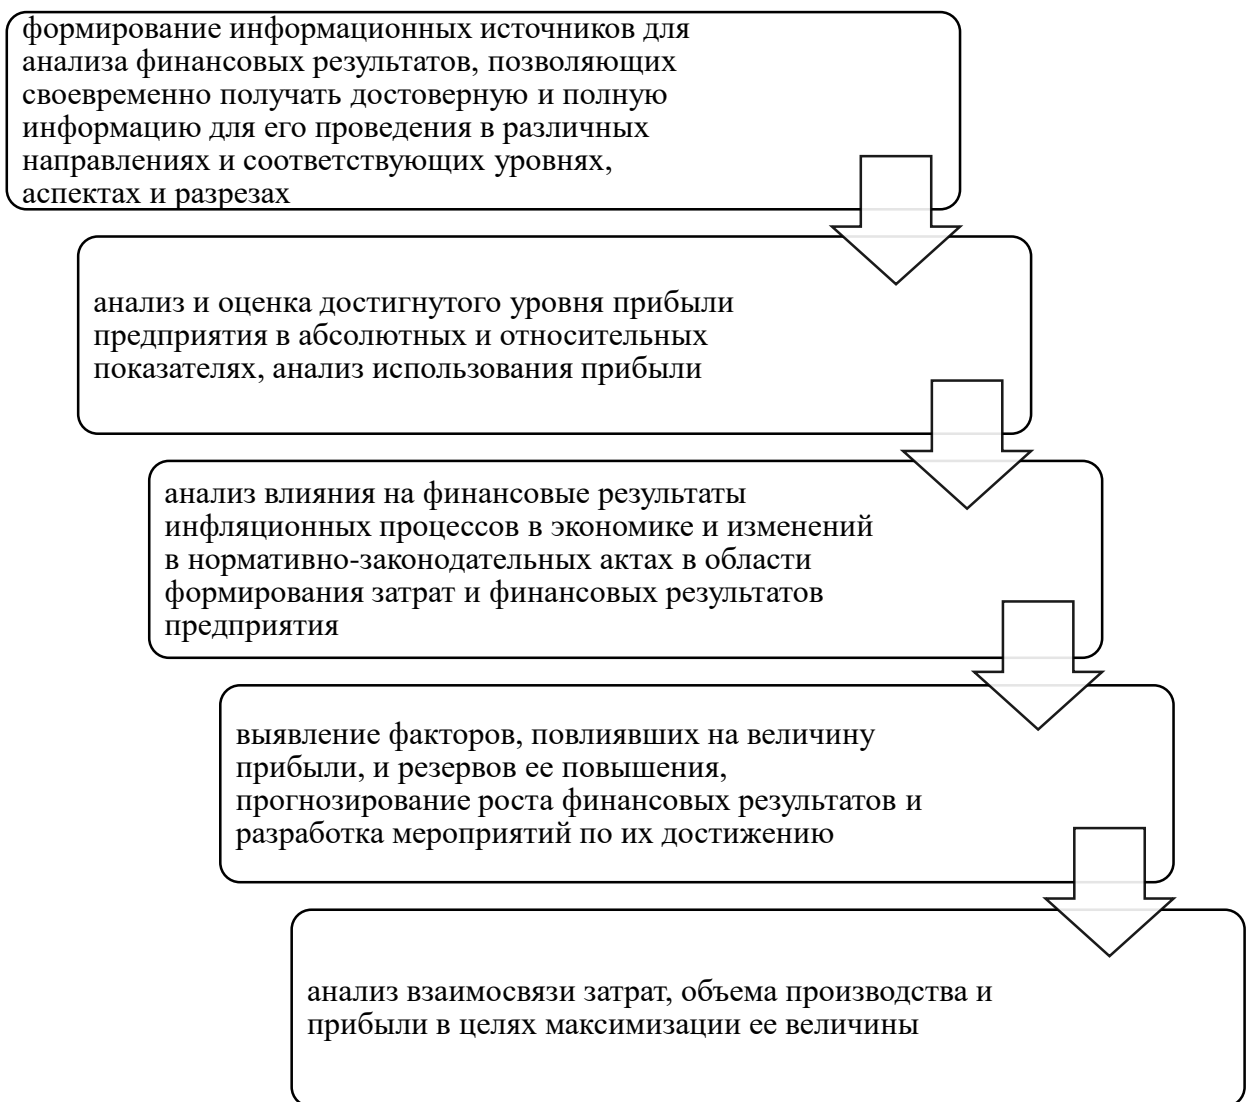 формирование информационных источников для
анализа финансовых результатов, позволяющих
своевременно получать достоверную и полную
информацию для его проведения в различных
направлениях и соответствующих уровнях,
аспектах и разрезах
анализ и оценка достигнутого уровня прибыли
предприятия в абсолютных и относительных
показателях, анализ использования прибыли
анализ влияния на финансовые результаты
инфляционных процессов в экономике и изменений
в нормативно-законодательных актах в области
формирования затрат и финансовых результатов
предприятия
выявление факторов, повлиявших на величину
прибыли, и резервов ее повышения,
прогнозирование роста финансовых результатов и
разработка мероприятий по их достижению
анализ взаимосвязи затрат, объема производства и
прибыли в целях максимизации ее величины